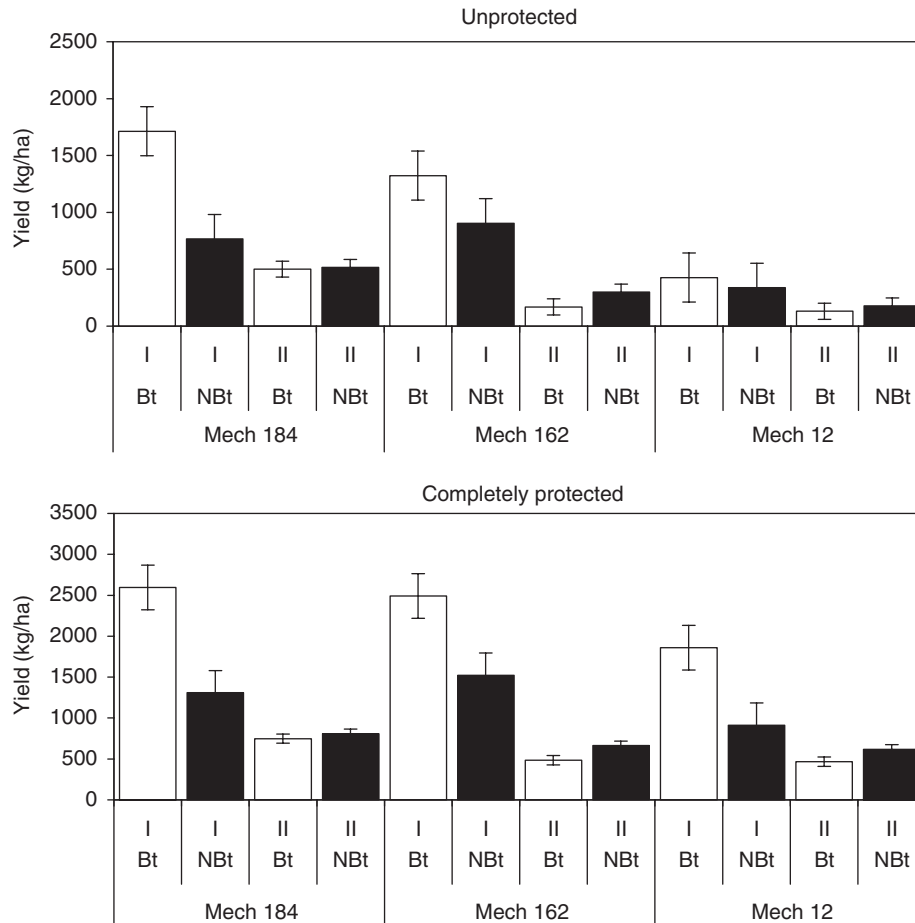 Unprotected
Yield (kg/ha)
2500
2000
1500
1000
500
0
I I II II I I II II I I II II
Bt NBt Bt NBt Bt NBt Bt NBt Bt NBt Bt NBt
Mech 184 Mech 162 Mech 12
Completely protected
Yield (kg/ha)
3500
3000
2500
2000
1500
1000
500
0
I I II II I I II II I I II II
Bt NBt Bt NBt Bt NBt Bt NBt Bt NBt Bt NBt
Mech 184 Mech 162 Mech 12